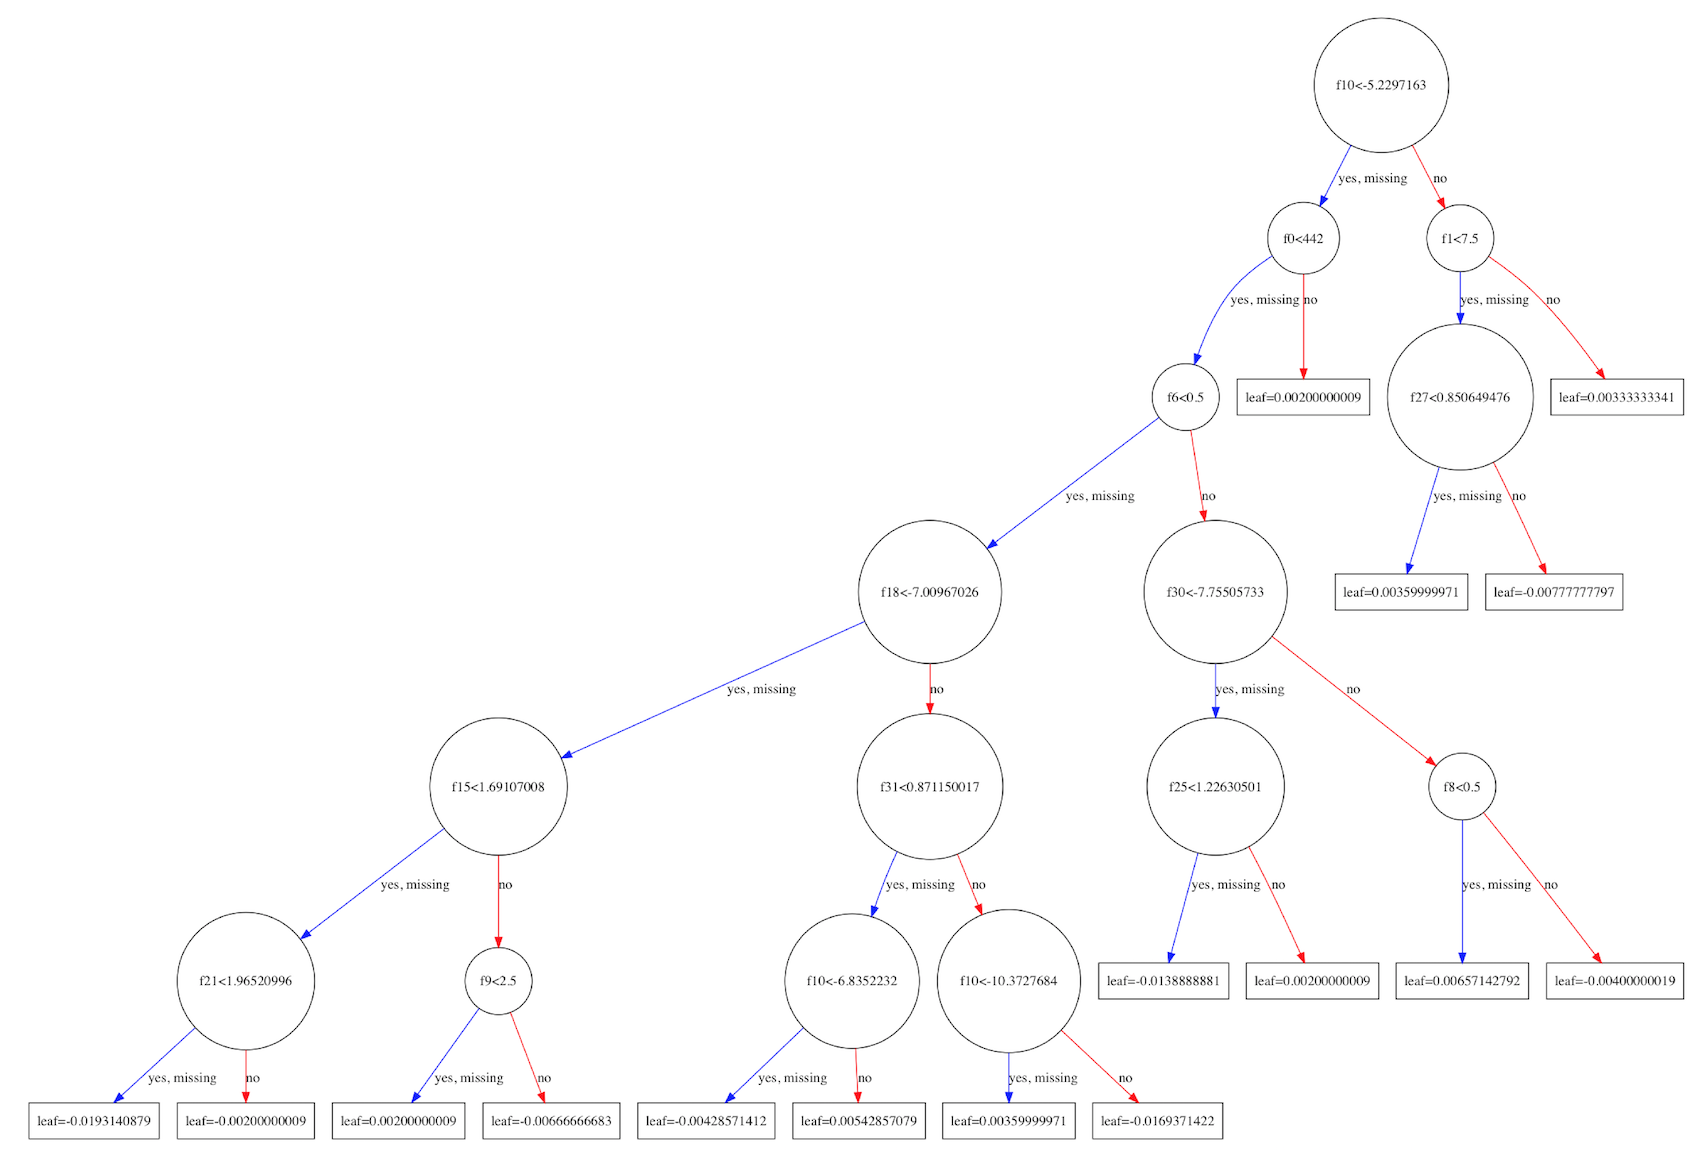 f10<-5.2297163
yes, missing
no
f0<442
f1<7.5
yes, missing
no
yes, missing
no
f6<0.5
leaf=0.00200000009
f27<0.850649476
leaf=0.00333333341
yes, missing
no
yes, missing
no
f18<-7.00967026
f30<-7.75505733
leaf=0.00359999971
leaf=-0.00777777797
yes, missing
no
yes, missing
no
f15<1.69107008
f31<0.871150017
f25<1.22630501
f8<0.5
yes, missing
no
yes, missing
no
yes, missing
no
yes, missing
no
f21<1.96520996
f9<2.5
f10<-6.8352232
f10<-10.3727684
leaf=-0.0138888881
leaf=0.00200000009
leaf=0.00657142792
leaf=-0.00400000019
yes, missing
no
yes, missing
no
yes, missing
no
yes, missing
no
leaf=-0.0193140879
leaf=-0.00200000009
leaf=0.00200000009
leaf=-0.00666666683
leaf=-0.00428571412
leaf=0.00542857079
leaf=0.00359999971
leaf=-0.0169371422